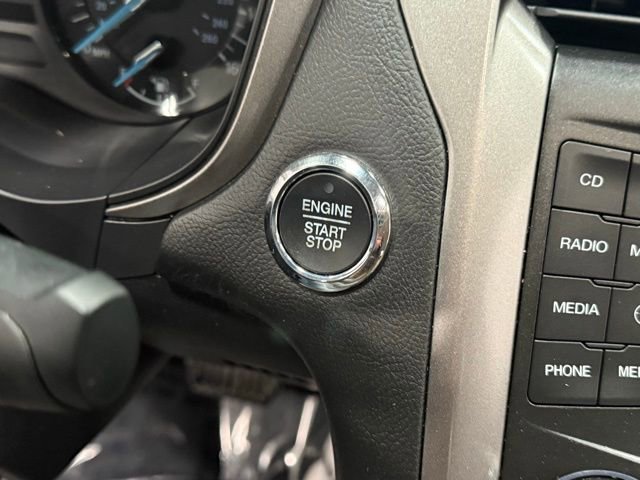 ENGINE
START
STOP
CD
RADIO
MEDIA
PHONE